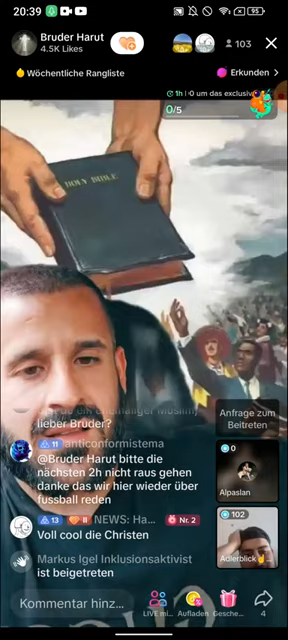 20:39
95
Bruder Harut
4.5K Likes
103
Wöchentliche Rangliste
Erkunden >
1h | 0 um das exclusiv
0/5
HOLY BIBLE
lieber Bruder?
11 anticonformistema
@Bruder Harut bitte die
nächsten 2h nicht raus gehen
danke das wir hier wieder über
fussball reden
13 II NEWS: Ha... Nr. 2
Voll cool die Christen
Markus Igel Inklusionsaktivist
ist beigetreten
Anfrage zum
Beitreten
0
Alpaslan
102
Adlerblick
Kommentar hinz...
LIVE mi...
Aufladen
Gesche...
4